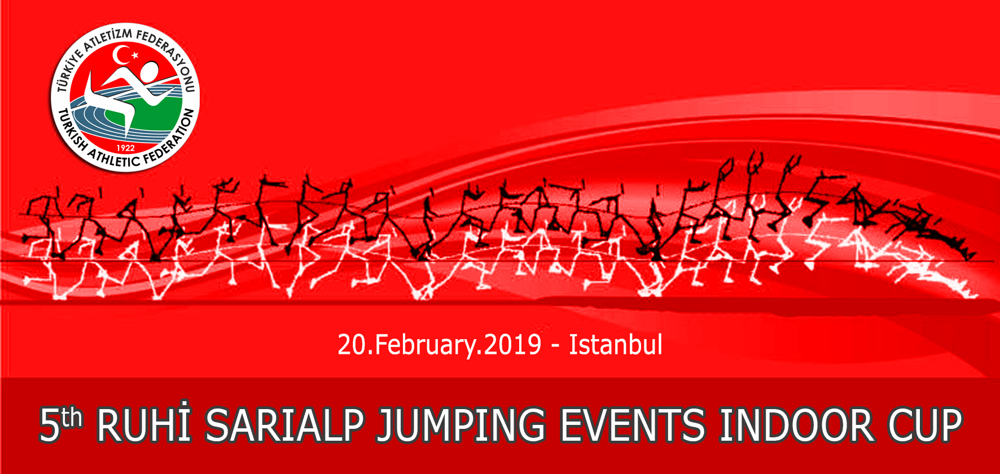 TÜRKİYE ATLETİZM FEDERASYONU
TURKISH ATHLETIC FEDERATION
1922
20.February.2019 - Istanbul
5th RUHİ SARIALP JUMPING EVENTS INDOOR CUP